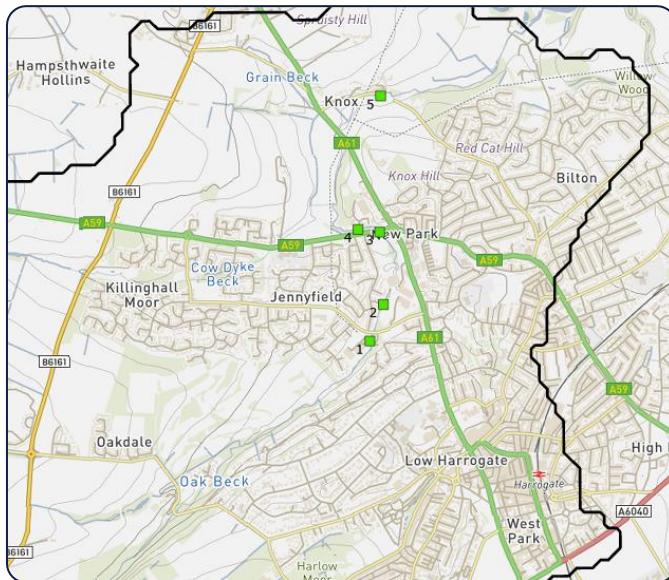 Spruisty Hill
B6161
Hampsthwaite
Hollins
Grain Beck
Willow
Wood
Knox
5
A61
Red Cat Hill
Knox Hill
Bilton
B6161
A59
4
3
New Park
A59
A59
Cow Dyke
Beck
Killinghall
Moor
Jennyfield
2
A61
1
B6161
A59
Oakdale
Low Harrogate
High
Oak Beck
Harrogate
A6040
West
Park
Harlow
Moor